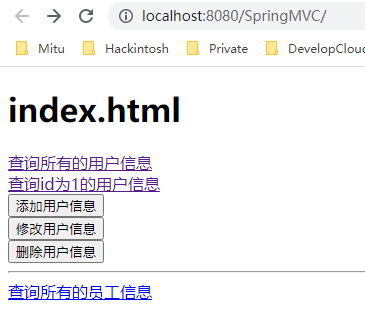 localhost:8080/SpringMVC/
Mitu Hackintosh Private DevelopCloud
index.html
查询所有的用户信息
查询id为1的用户信息
添加用户信息
修改用户信息
删除用户信息
查询所有的员工信息